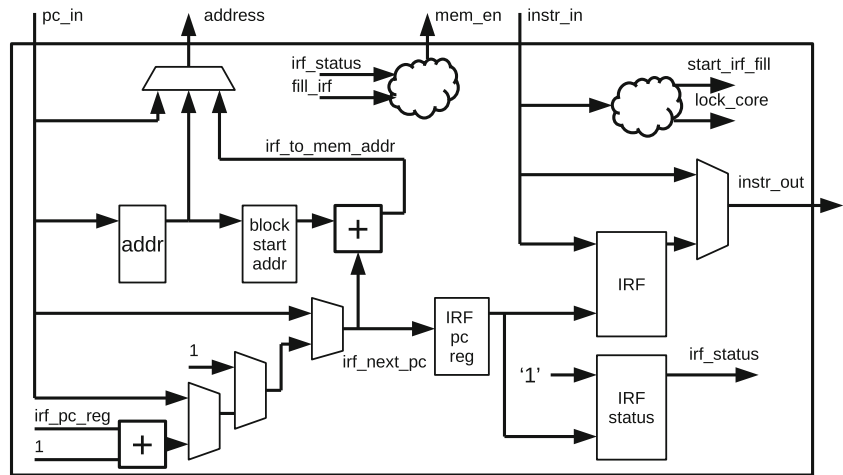 pc_in
address
mem_en
instr_in
irf_status
fill_irf
start_irf_fill
lock_core
irf_to_mem_addr
instr_out
addr
block
start
addr
+
IRF
IRF
pc
reg
irf_next_pc
1
'1'
irf_status
IRF
status
irf_pc_reg
1
+